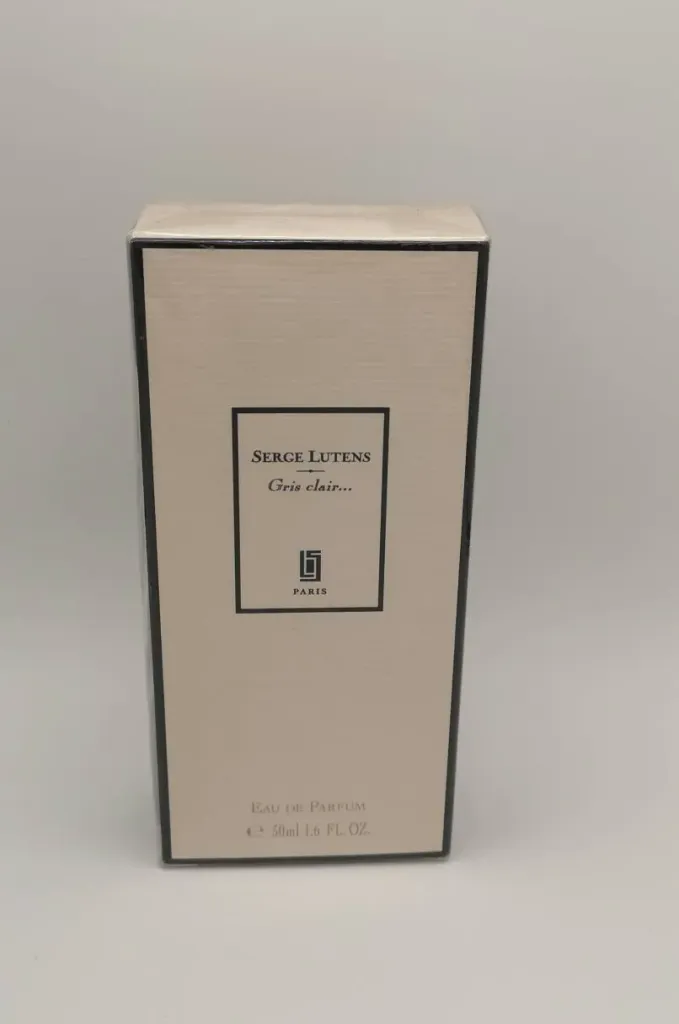 SERGE LUTENS
Gris clair...
PARIS
EAU DE PARFUM
℮ 50ml 1.6 FL. OZ.